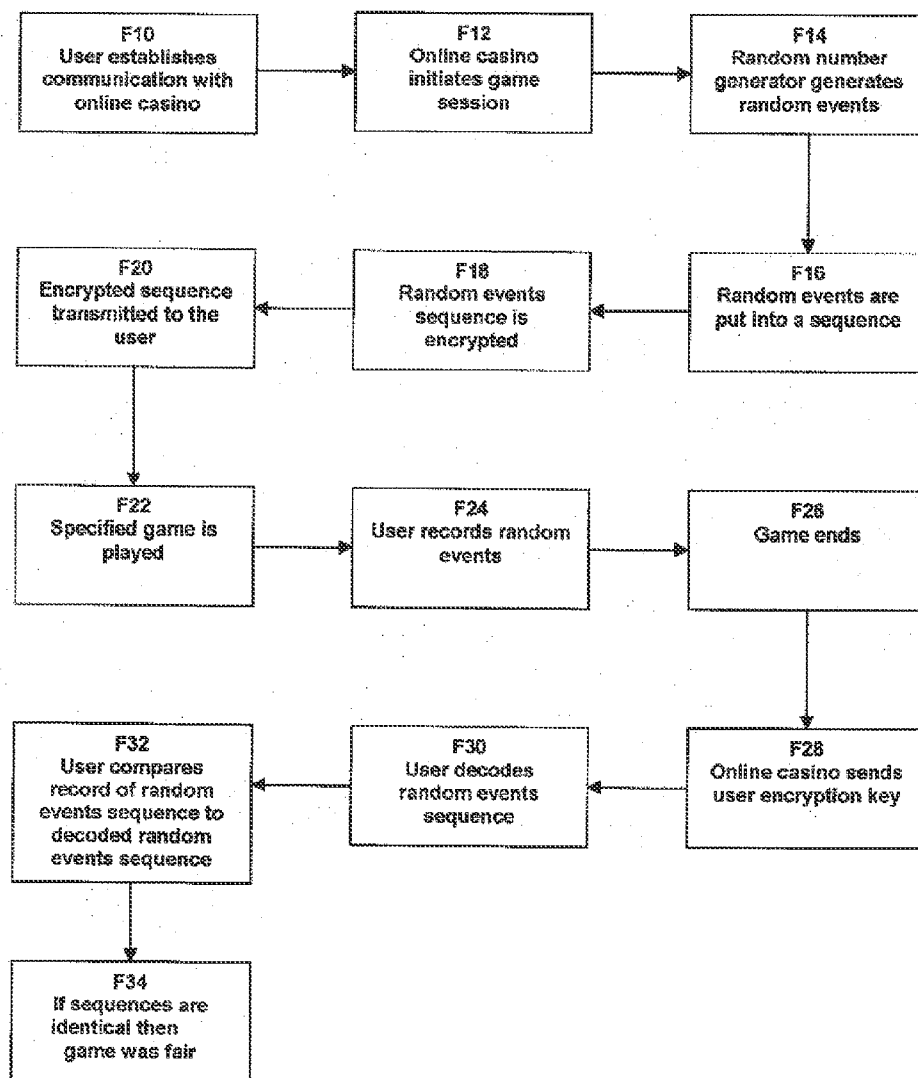 F10
User establishes
communication with
online casino
F12
Online casino
initiates game
session
F14
Random number
generator generates
random events
F16
Random events are
put into a sequence
F18
Random events
sequence is
encrypted
F20
Encrypted sequence
transmitted to the
user
F22
Specified game is
played
F24
User records random
events
F26
Game ends
F28
Online casino sends
user encryption key
F30
User decodes
random events
sequence
F32
User compares
record of random
events sequence to
decoded random
events sequence
F34
If sequences are
identical then
game was fair